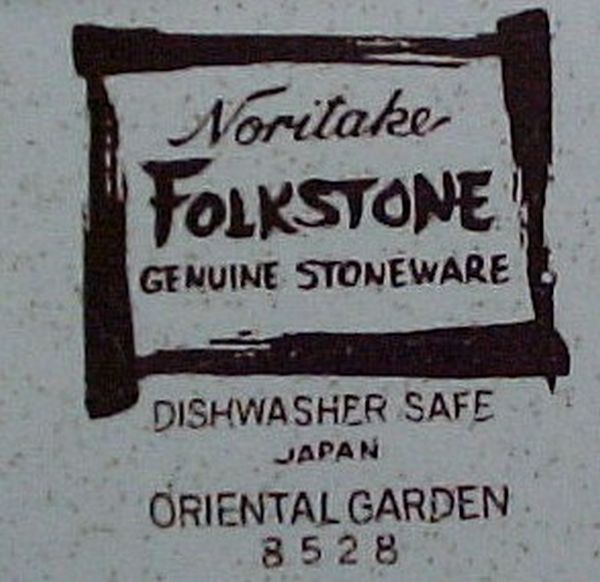 Noritake
FOLKSTONE
GENUINE STONEWARE
DISHWASHER SAFE
JAPAN
ORIENTAL GARDEN
8528